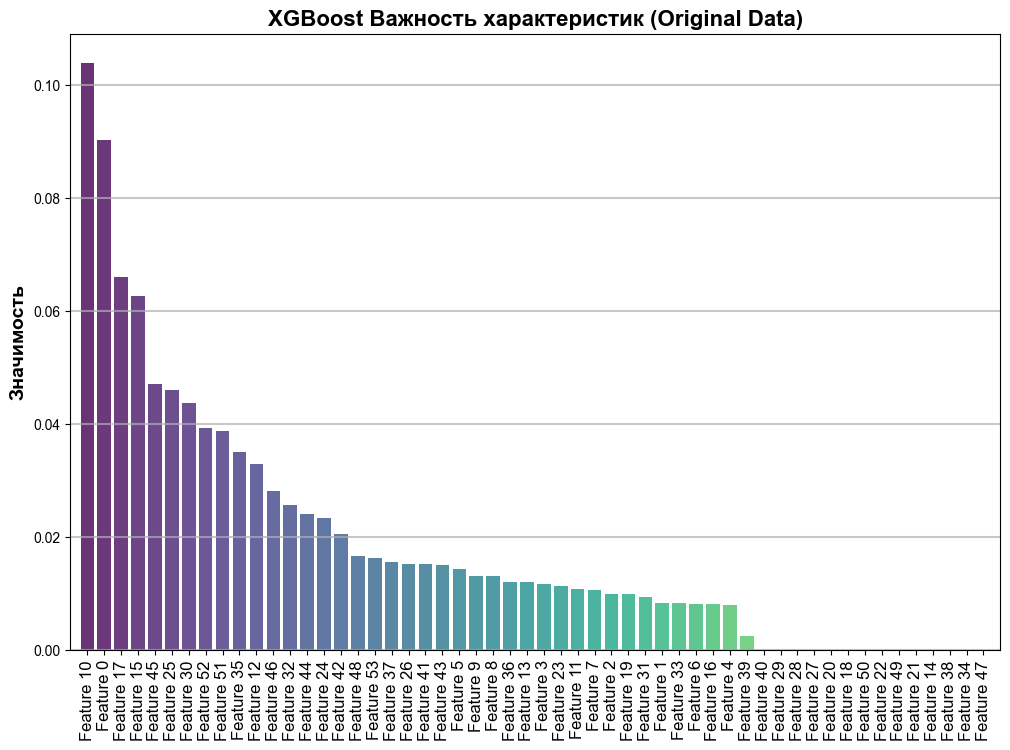 XGBoost Важность характеристик (Original Data)
Значимость
0.10
0.08
0.06
0.04
0.02
0.00
Feature 10
Feature 0
Feature 17
Feature 15
Feature 45
Feature 25
Feature 30
Feature 52
Feature 51
Feature 35
Feature 12
Feature 46
Feature 32
Feature 44
Feature 24
Feature 42
Feature 48
Feature 53
Feature 37
Feature 26
Feature 41
Feature 43
Feature 5
Feature 9
Feature 8
Feature 36
Feature 13
Feature 3
Feature 23
Feature 11
Feature 7
Feature 2
Feature 19
Feature 31
Feature 1
Feature 33
Feature 6
Feature 16
Feature 4
Feature 39
Feature 40
Feature 29
Feature 28
Feature 27
Feature 20
Feature 18
Feature 50
Feature 22
Feature 49
Feature 21
Feature 14
Feature 38
Feature 34
Feature 47